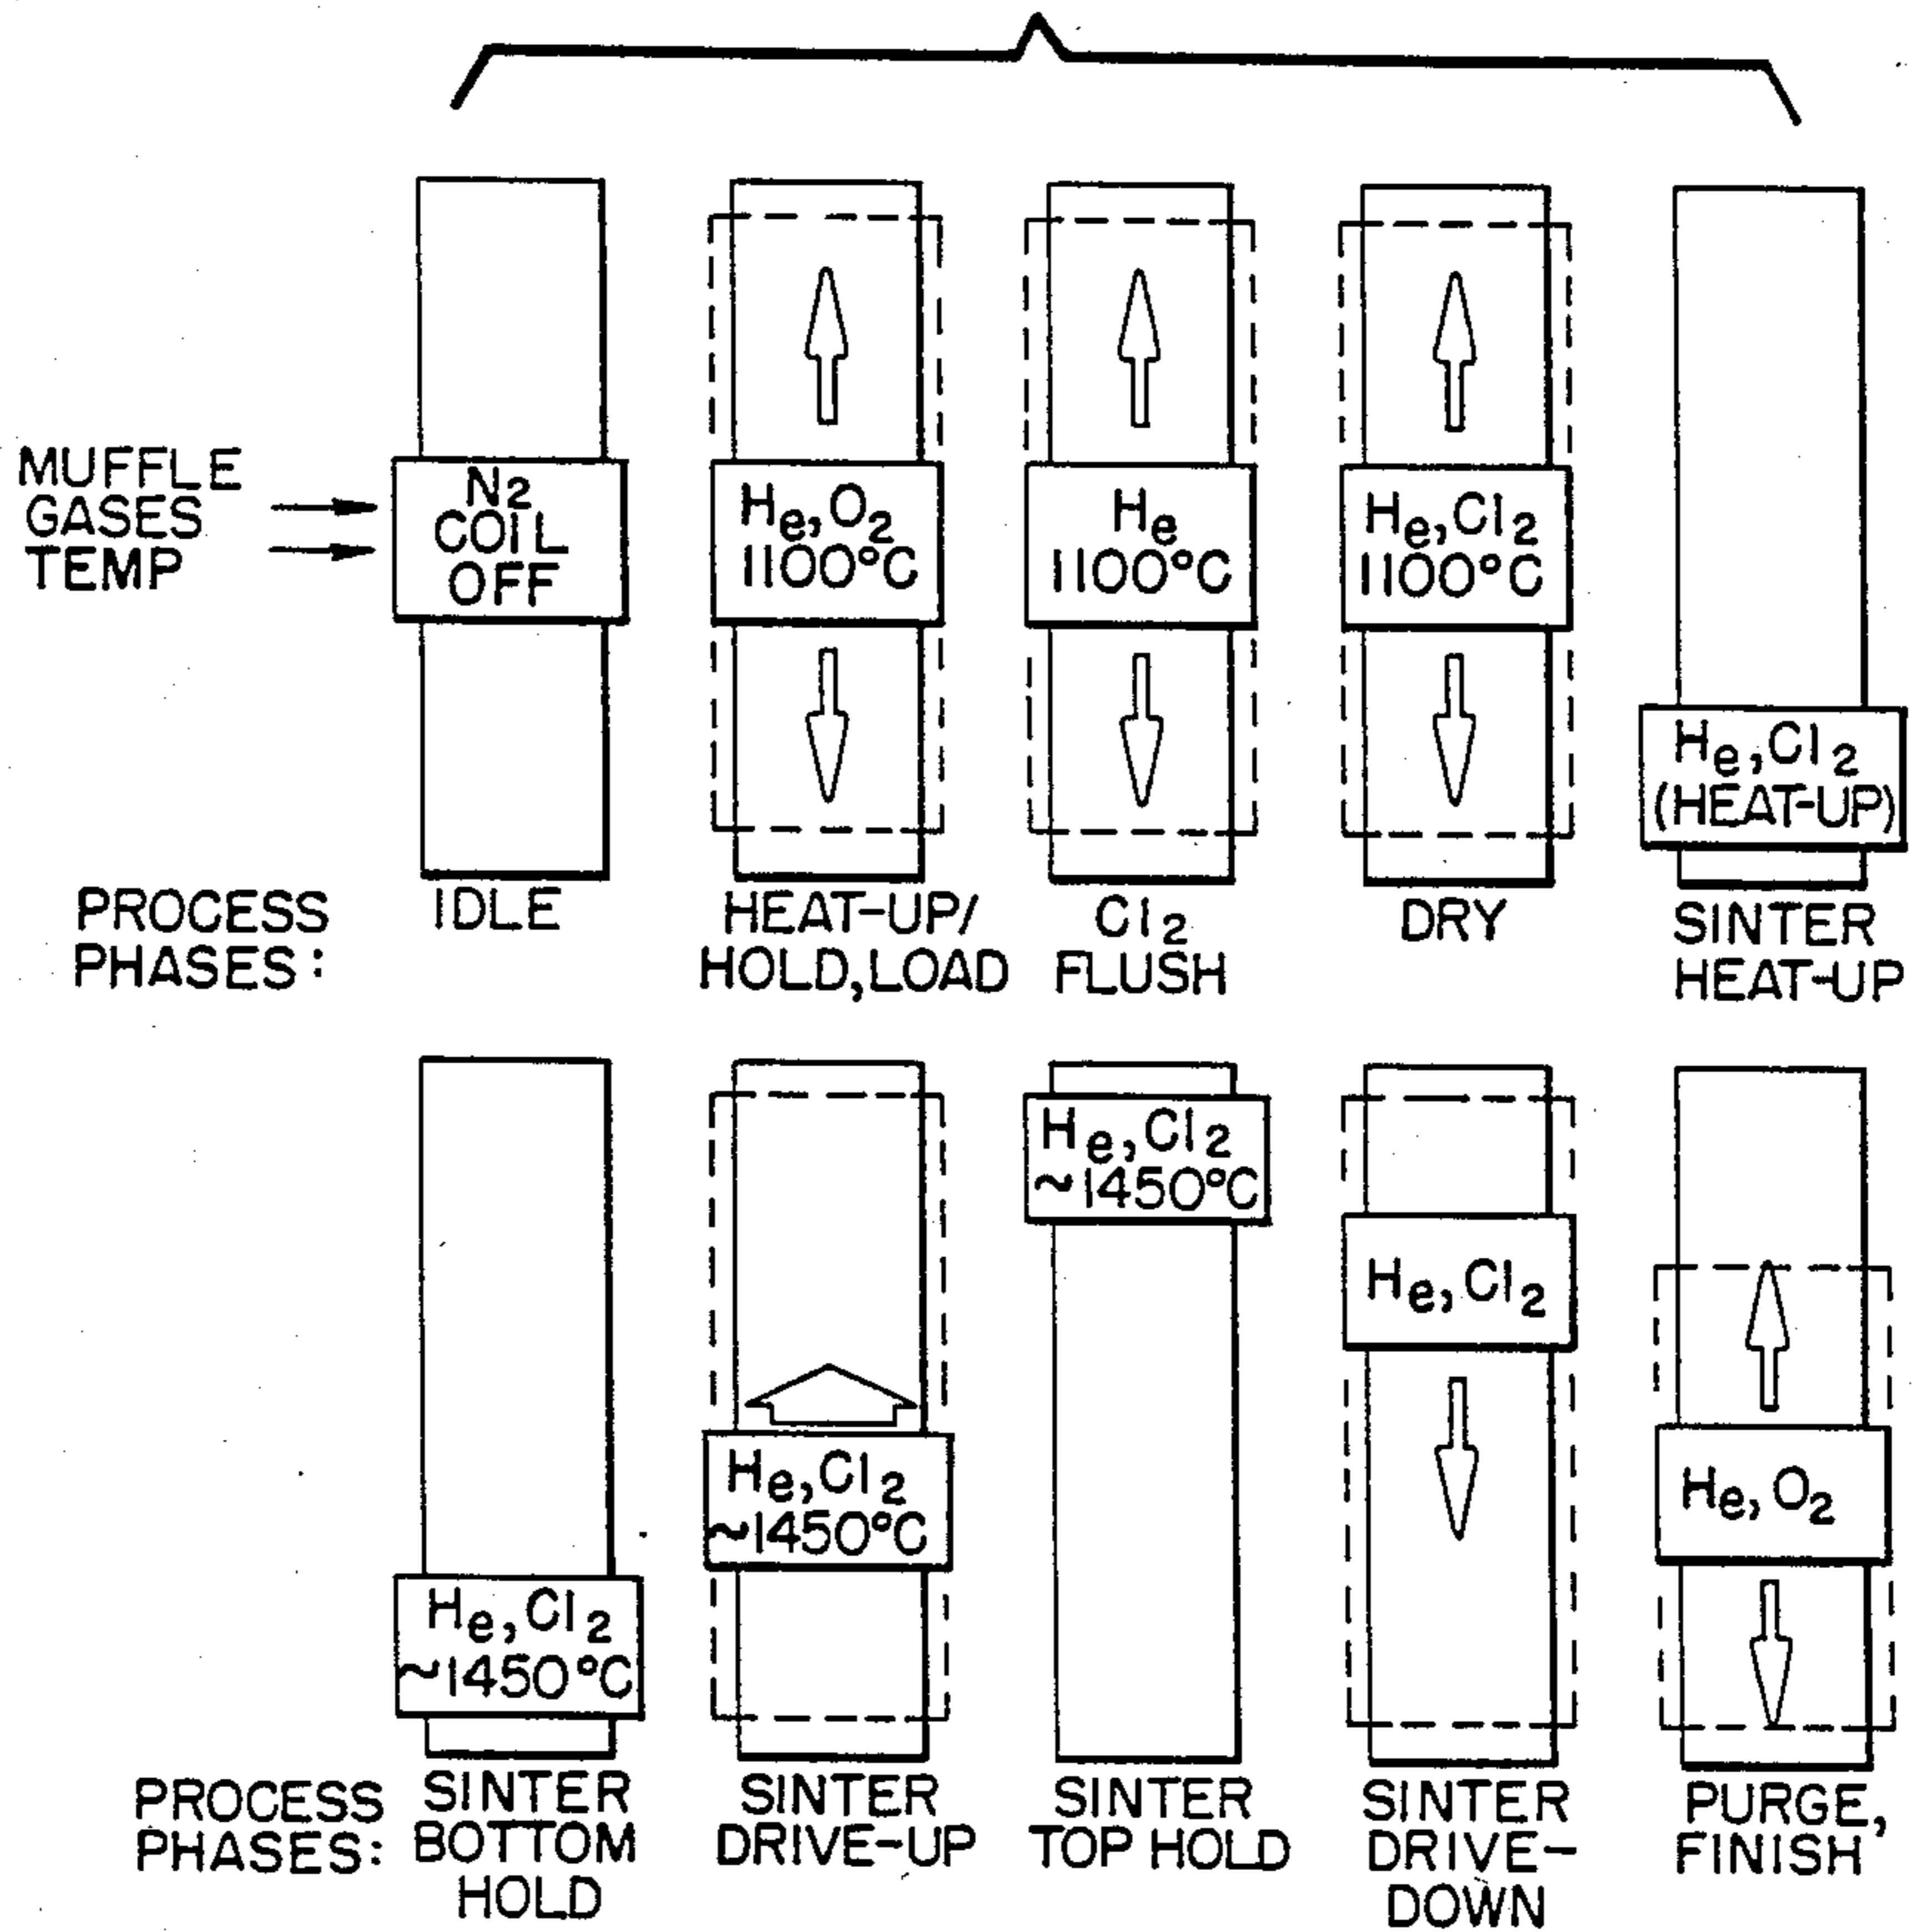 MUFFLE
GASES
TEMP
N2
COIL
OFF
He, O2
1100°C
He
1100°C
He, Cl2
1100°C
He, Cl2
(HEAT-UP)
PROCESS
PHASES:
IDLE
HEAT-UP/
HOLD, LOAD
Cl2
FLUSH
DRY
SINTER
HEAT-UP
He, Cl2
~1450°C
He, Cl2
~1450°C
He, Cl2
~1450°C
He, Cl2
He, O2
PROCESS
PHASES:
SINTER
BOTTOM
HOLD
SINTER
DRIVE-UP
SINTER
TOP HOLD
SINTER
DRIVE-
DOWN
PURGE,
FINISH